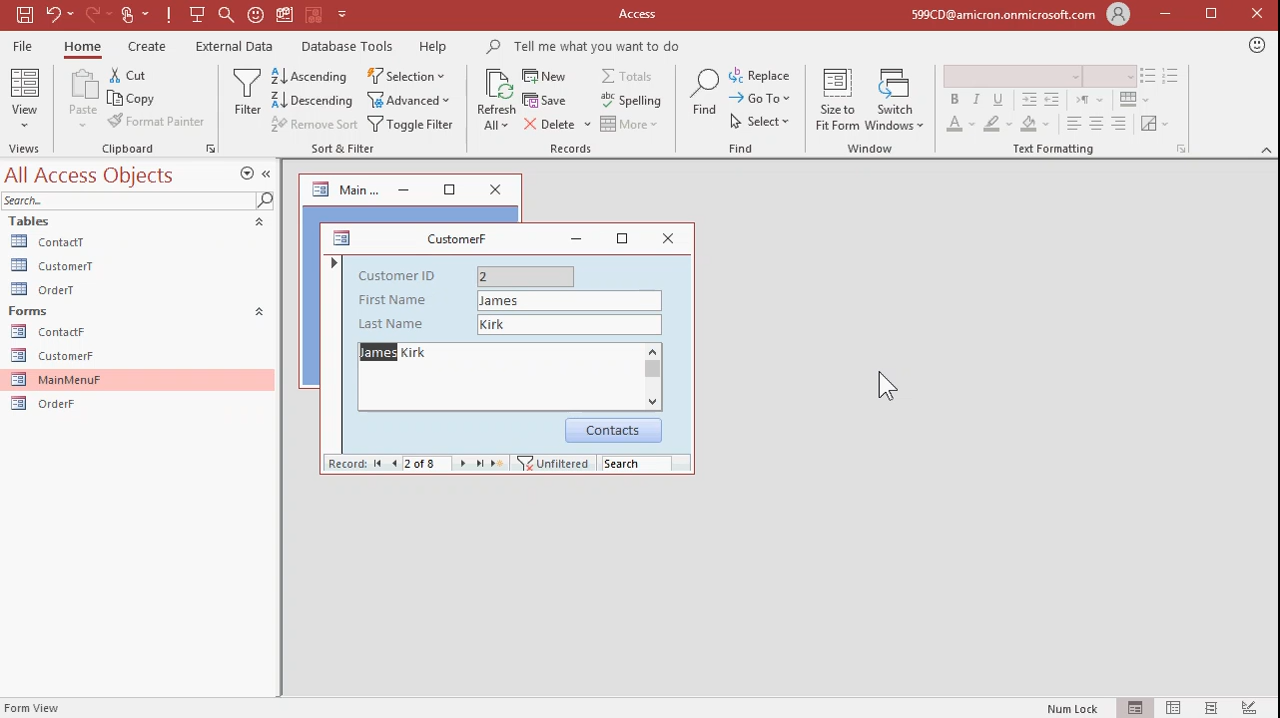 Access
599CD@amicron.onmicrosoft.com
File Home Create External Data Database Tools Help Tell me what you want to do
View
Paste
Cut
Copy
Format Painter
Filter
Ascending
Descending
Remove Sort
Selection
Advanced
Toggle Filter
Refresh
All
New
Save
Delete
Totals
Spelling
More
Find
Replace
Go To
Select
Size to
Fit Form
Switch
Windows
B I U
A
Views Clipboard Sort & Filter Records Find Window Text Formatting
All Access Objects
Search...
Tables
ContactT
CustomerT
OrderT
Forms
ContactF
CustomerF
MainMenuF
OrderF
Main ...
CustomerF
Customer ID 2
First Name James
Last Name Kirk
James Kirk
Contacts
Record: 2 of 8 Unfiltered Search
Form View
Num Lock